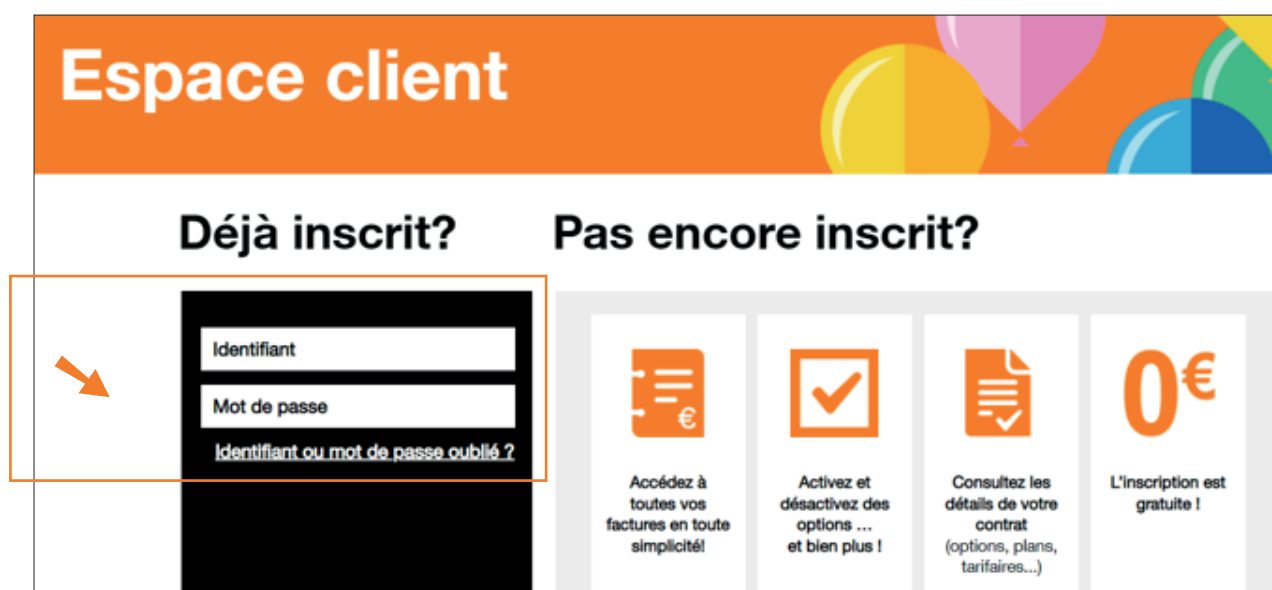 Espace client
Déjà inscrit?
Pas encore inscrit?
Identifiant
Mot de passe
Identifiant ou mot de passe oublié ?
€
Accédez à
toutes vos
factures en toute
simplicité!
Activez et
désactivez des
options ...
et bien plus !
Consultez les
détails de votre
contrat
(options, plans,
tarifaires...)
0€
L'inscription est
gratuite !